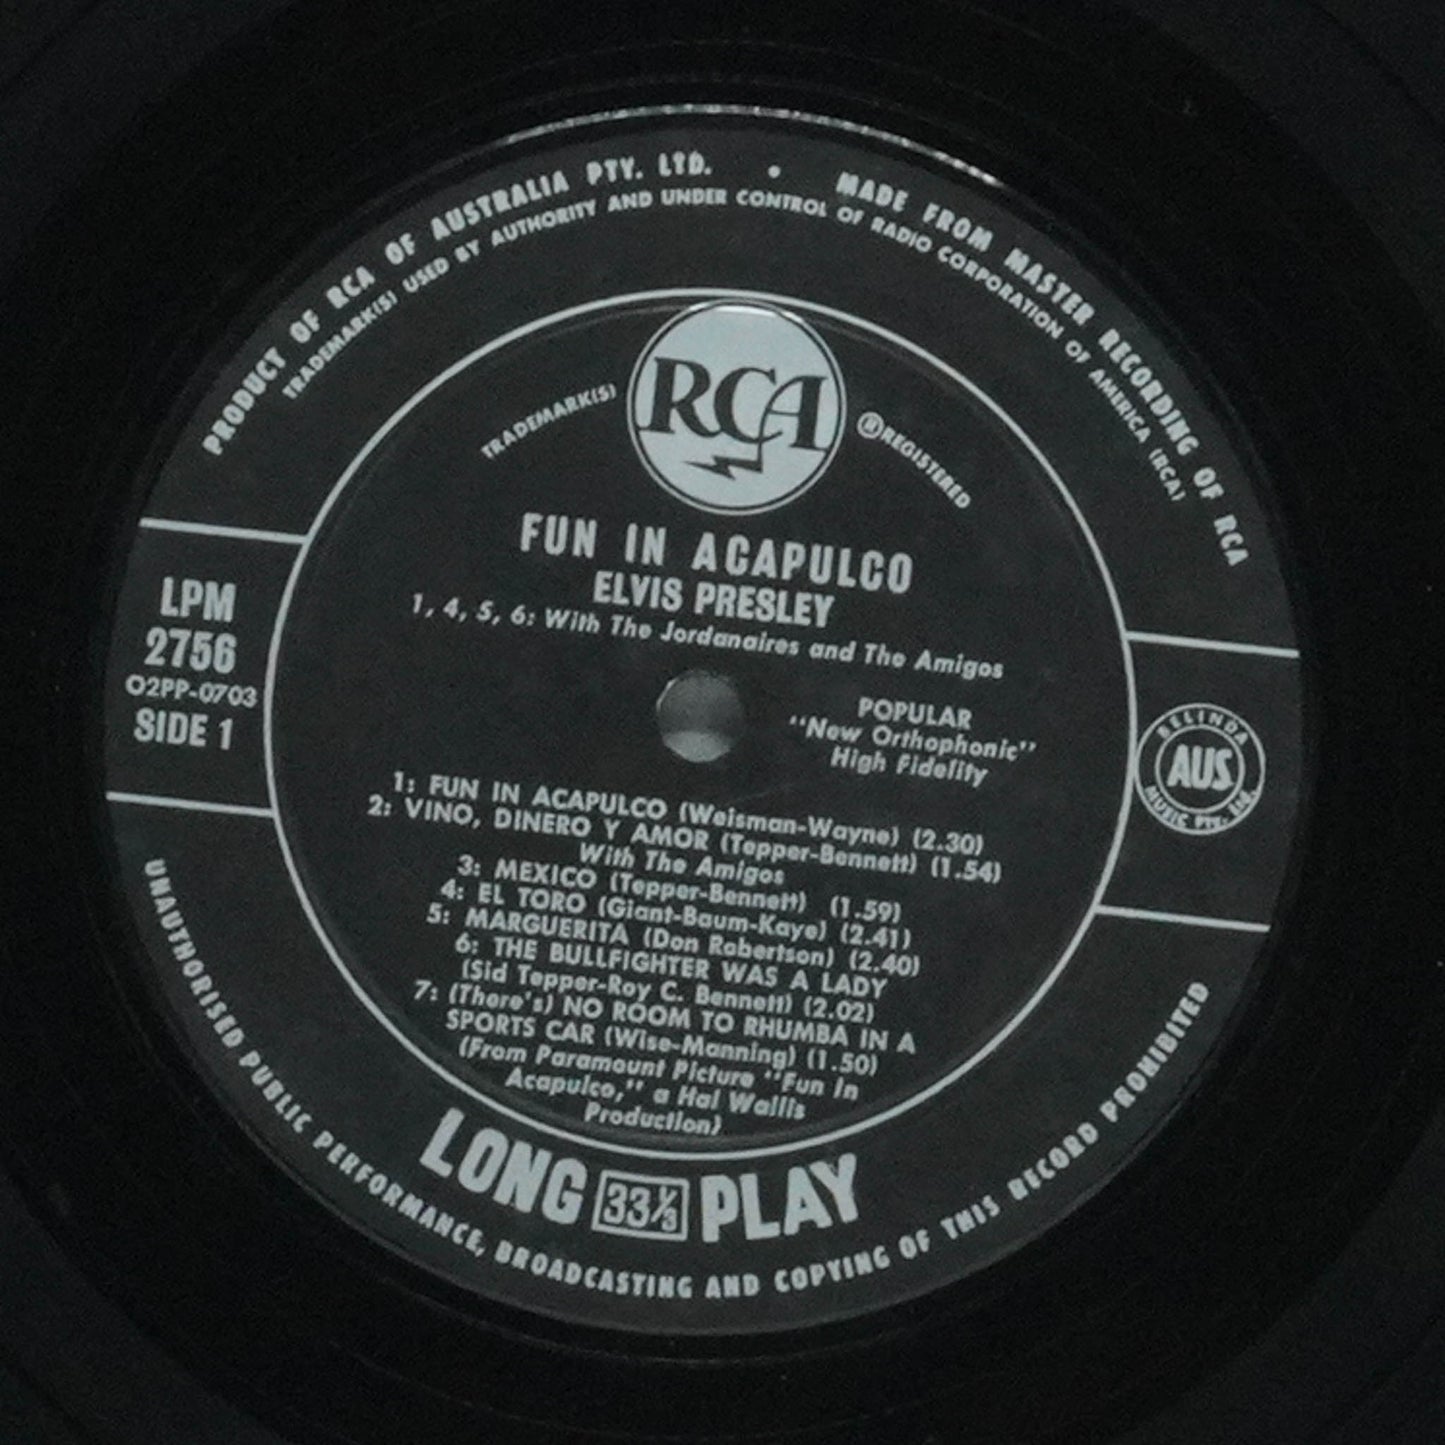 PRODUCT OF RCA OF AUSTRALIA PTY. LTD. • MADE FROM MASTER RECORDING OF RCA
TRADEMARK(S) USED BY AUTHORITY AND UNDER CONTROL OF RADIO CORPORATION OF AMERICA (RCA)
TRADEMARK(S)
RCA
®REGISTERED
FUN IN ACAPULCO
ELVIS PRESLEY
1, 4, 5, 6: With The Jordanaires and The Amigos
LPM
2756
O2PP-0703
SIDE 1
POPULAR
"New Orthophonic"
High Fidelity
BELINDA
AUS
MUSIC PTY. LTD.
1: FUN IN ACAPULCO (Weisman-Wayne) (2.30)
2: VINO, DINERO Y AMOR (Tepper-Bennett) (1.54)
With The Amigos
3: MEXICO (Tepper-Bennett) (1.59)
4: EL TORO (Giant-Baum-Kaye) (2.41)
5: MARGUERITA (Don Robertson) (2.40)
6: THE BULLFIGHTER WAS A LADY
(Sid Tepper-Roy C. Bennett) (2.02)
7: (There's) NO ROOM TO RHUMBA IN A
SPORTS CAR (Wise-Manning) (1.50)
(From Paramount Picture "Fun In
Acapulco," a Hal Wallis
Production)
LONG 33⅓ PLAY
UNAUTHORISED PUBLIC PERFORMANCE, BROADCASTING AND COPYING OF THIS RECORD PROHIBITED